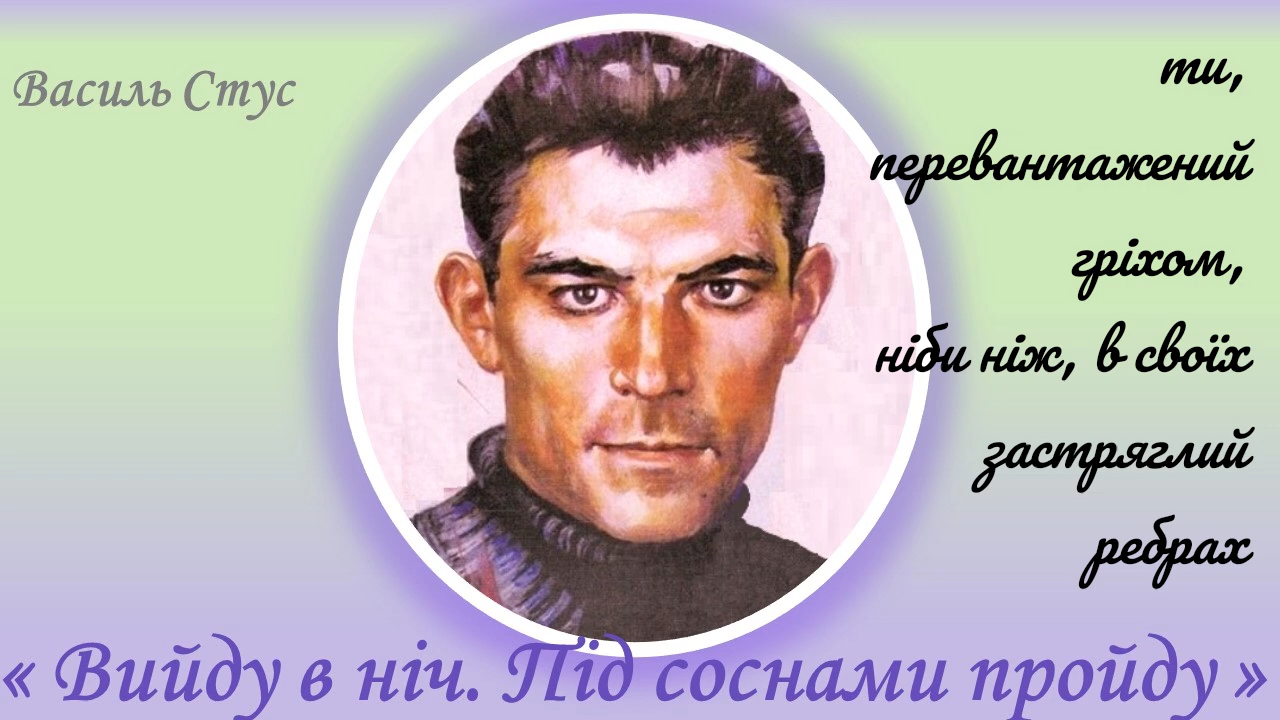 Василь Стус
ти,
перевантажений
гріхом,
ніби ніж, в своїх
застряглий
ребрах
« Вийду в ніч. Під соснами пройду »